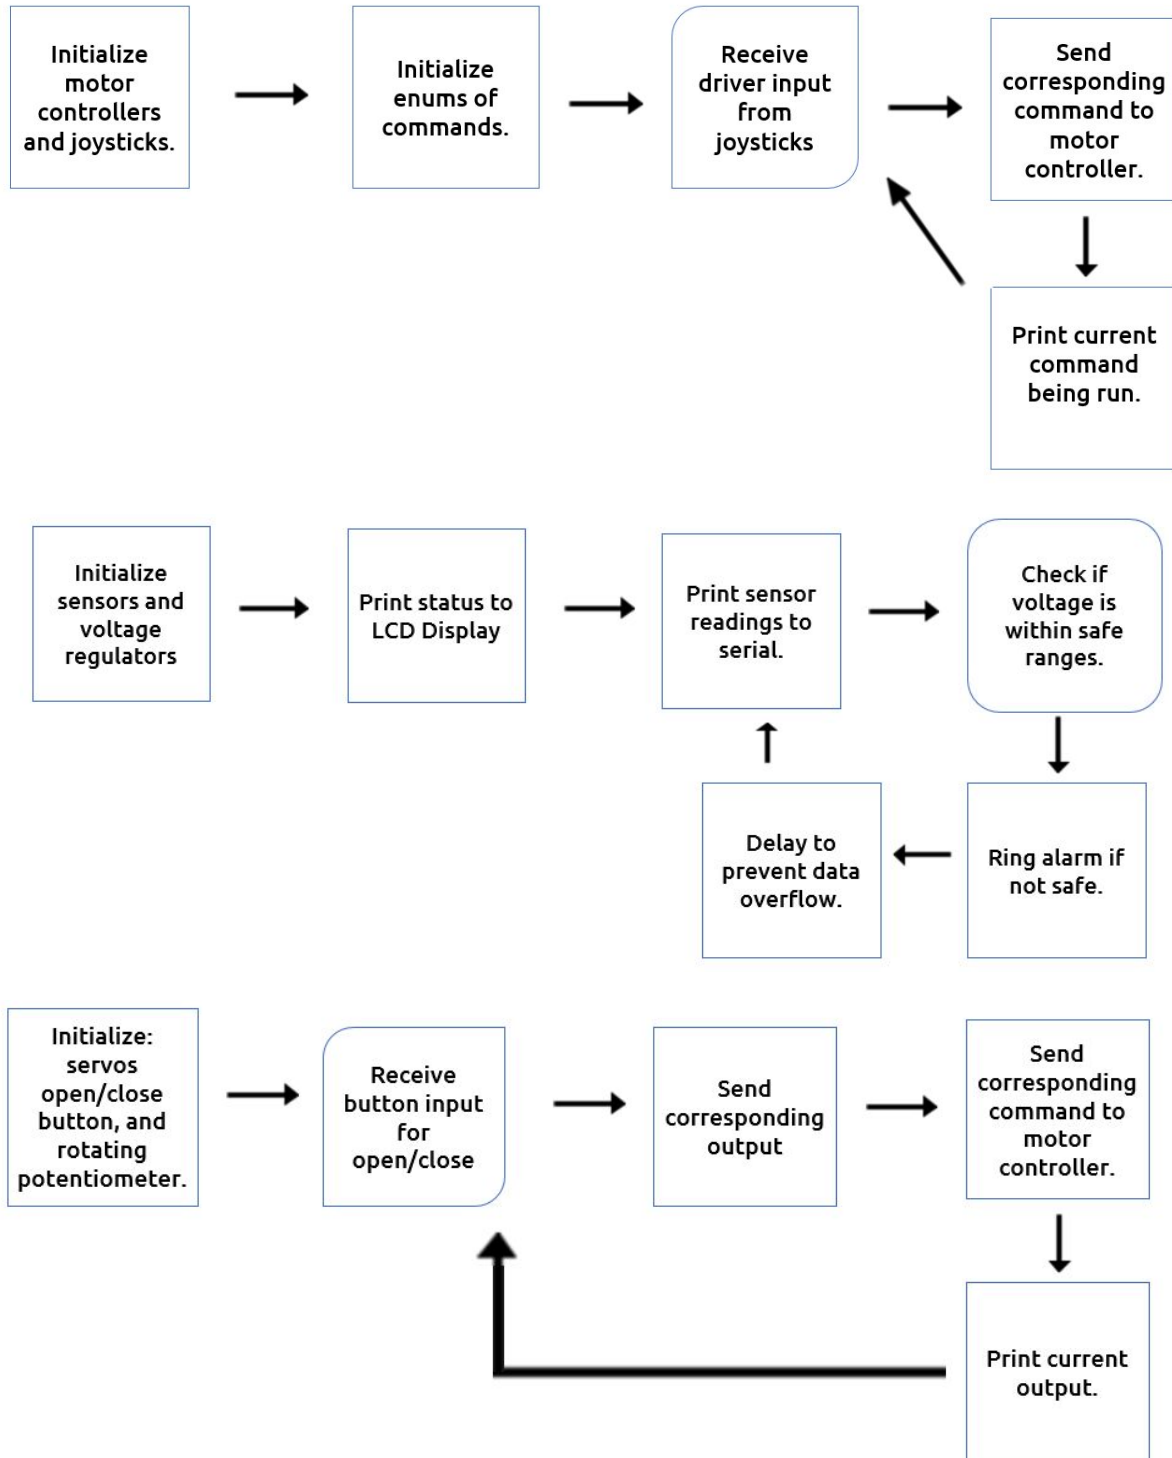 Initialize
motor
controllers
and joysticks.
Initialize
enums of
commands.
Receive
driver input
from
joysticks
Send
corresponding
command to
motor
controller.
Print current
command
being run.
Initialize
sensors and
voltage
regulators
Print status to
LCD Display
Print sensor
readings to
serial.
Check if
voltage is
within safe
ranges.
Delay to
prevent data
overflow.
Ring alarm if
not safe.
Initialize:
servos
open/close
button, and
rotating
potentiometer.
Receive
button input
for
open/close
Send
corresponding
output
Send
corresponding
command to
motor
controller.
Print current
output.